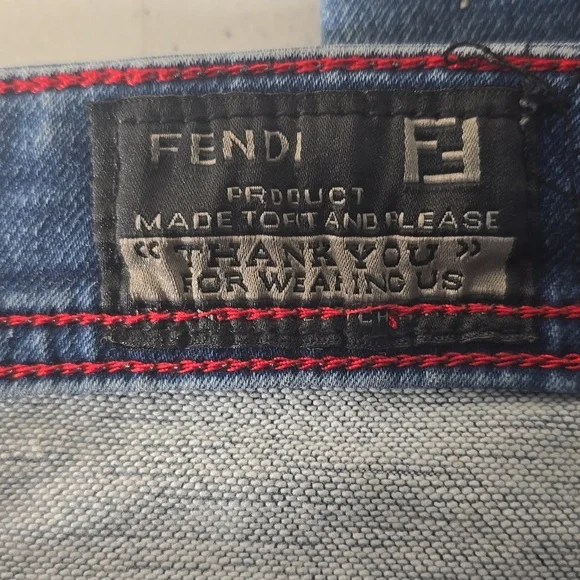 FENDI
PRODUCT
MADE TO FIT AND PLEASE
“THANK YOU”
FOR WEARING US